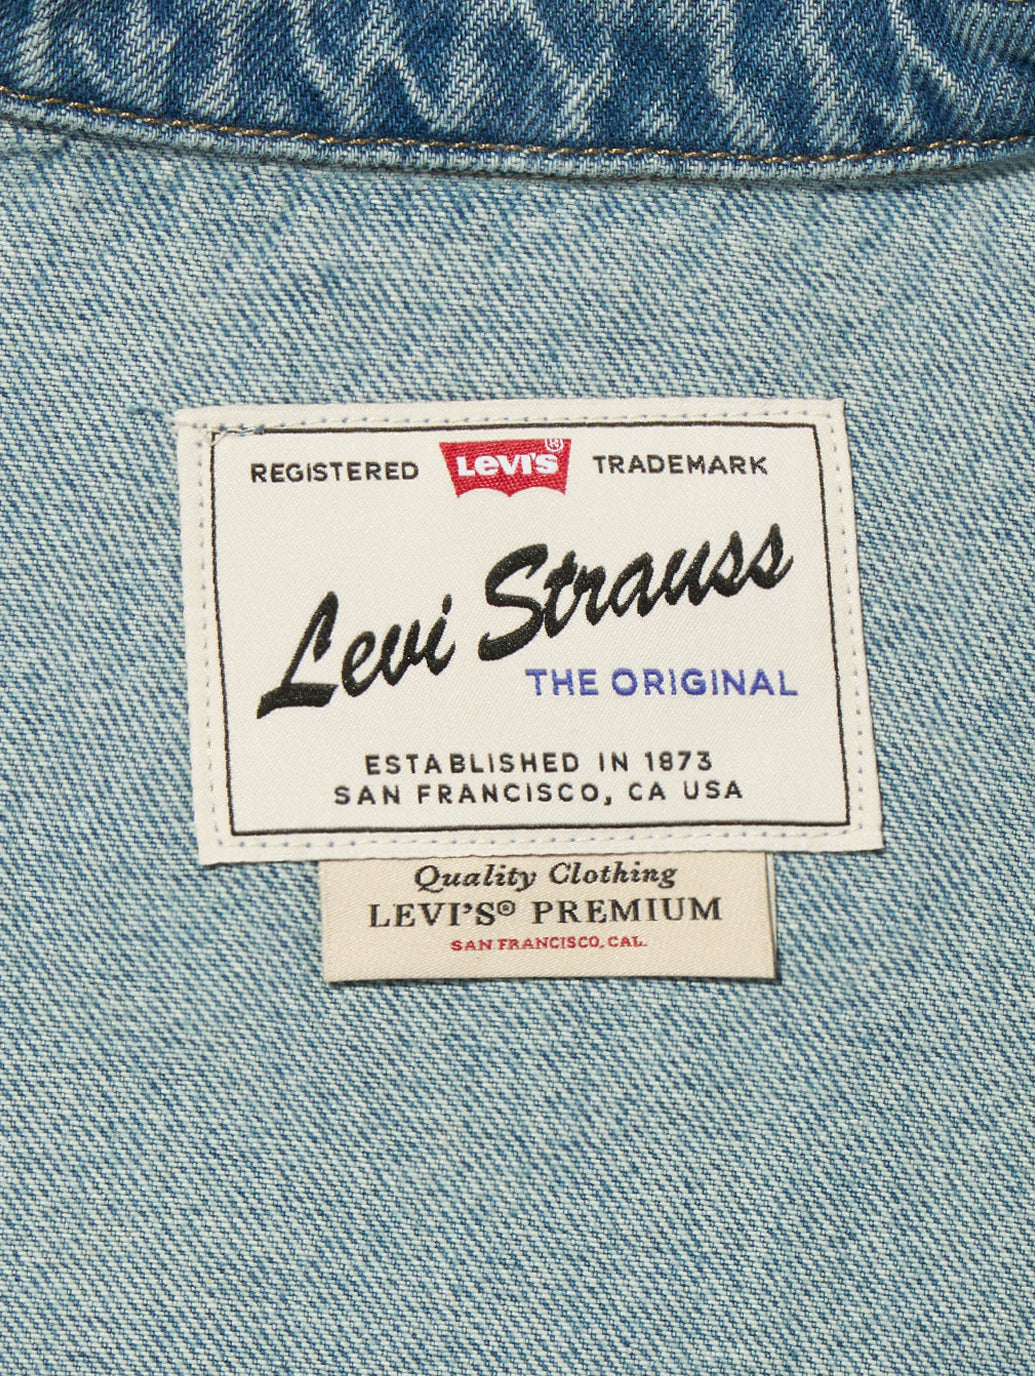 REGISTERED LEVI'S® TRADEMARK
Levi Strauss
THE ORIGINAL
ESTABLISHED IN 1873
SAN FRANCISCO, CA USA
Quality Clothing
LEVI'S® PREMIUM
SAN FRANCISCO, CAL.